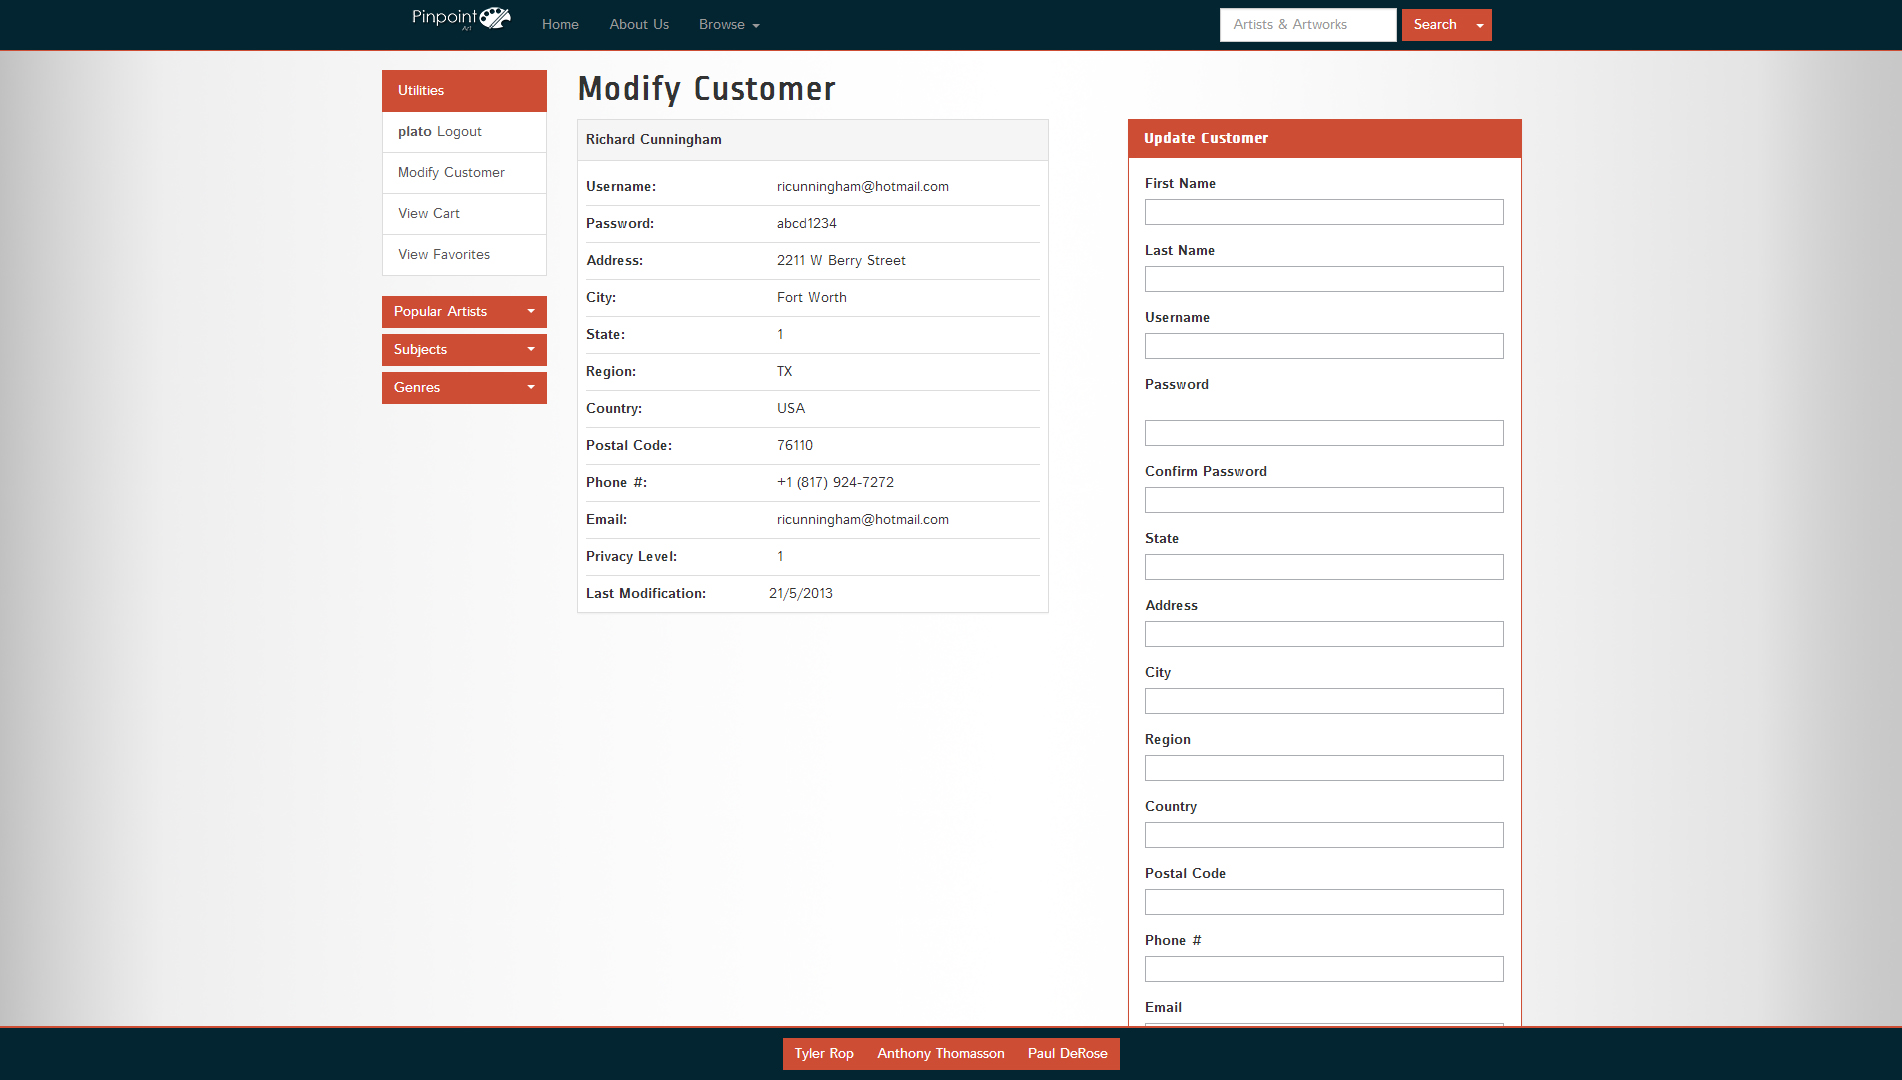 Pinpoint
Art
Home About Us Browse
Artists & Artworks Search
Utilities
plato Logout
Modify Customer
View Cart
View Favorites
Popular Artists
Subjects
Genres
Modify Customer
Richard Cunningham
Username: ricunningham@hotmail.com
Password: abcd1234
Address: 2211 W Berry Street
City: Fort Worth
State: 1
Region: TX
Country: USA
Postal Code: 76110
Phone #: +1 (817) 924-7272
Email: ricunningham@hotmail.com
Privacy Level: 1
Last Modification: 21/5/2013
Update Customer
First Name
Last Name
Username
Password
Confirm Password
State
Address
City
Region
Country
Postal Code
Phone #
Email
Tyler Rop Anthony Thomasson Paul DeRose